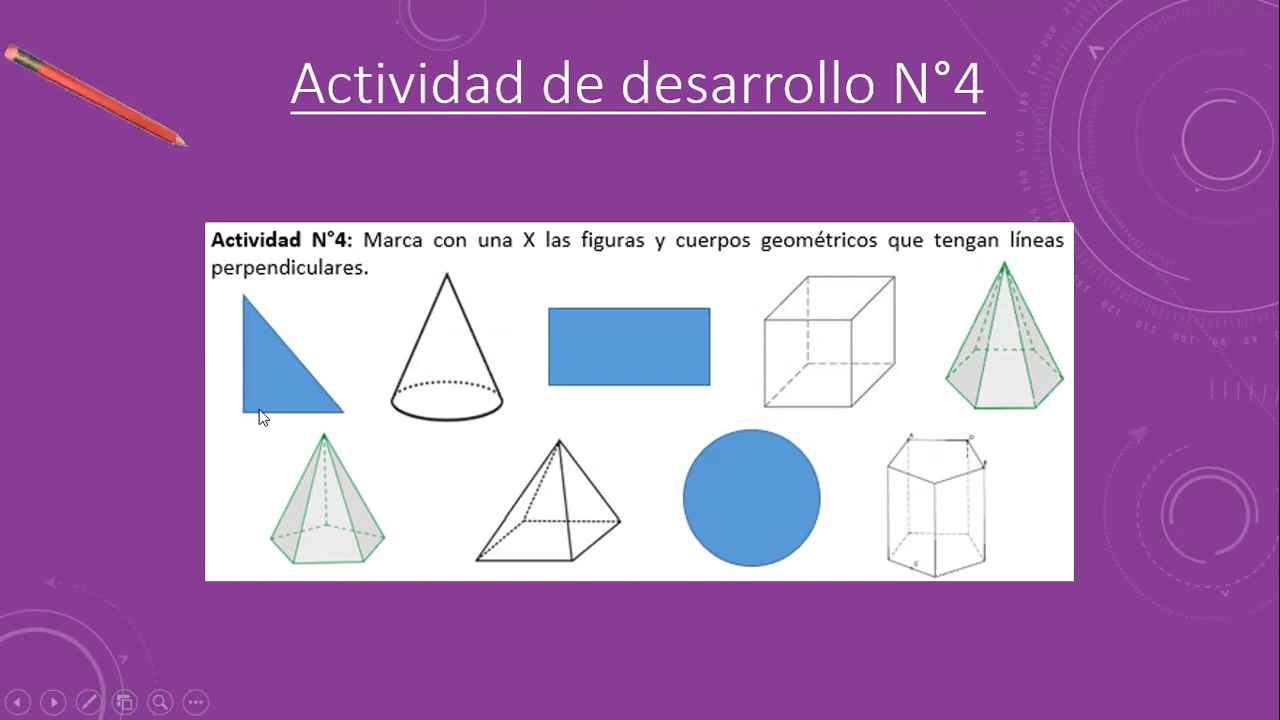 Actividad de desarrollo N°4
Actividad N°4: Marca con una X las figuras y cuerpos geométricos que tengan líneas
perpendiculares.